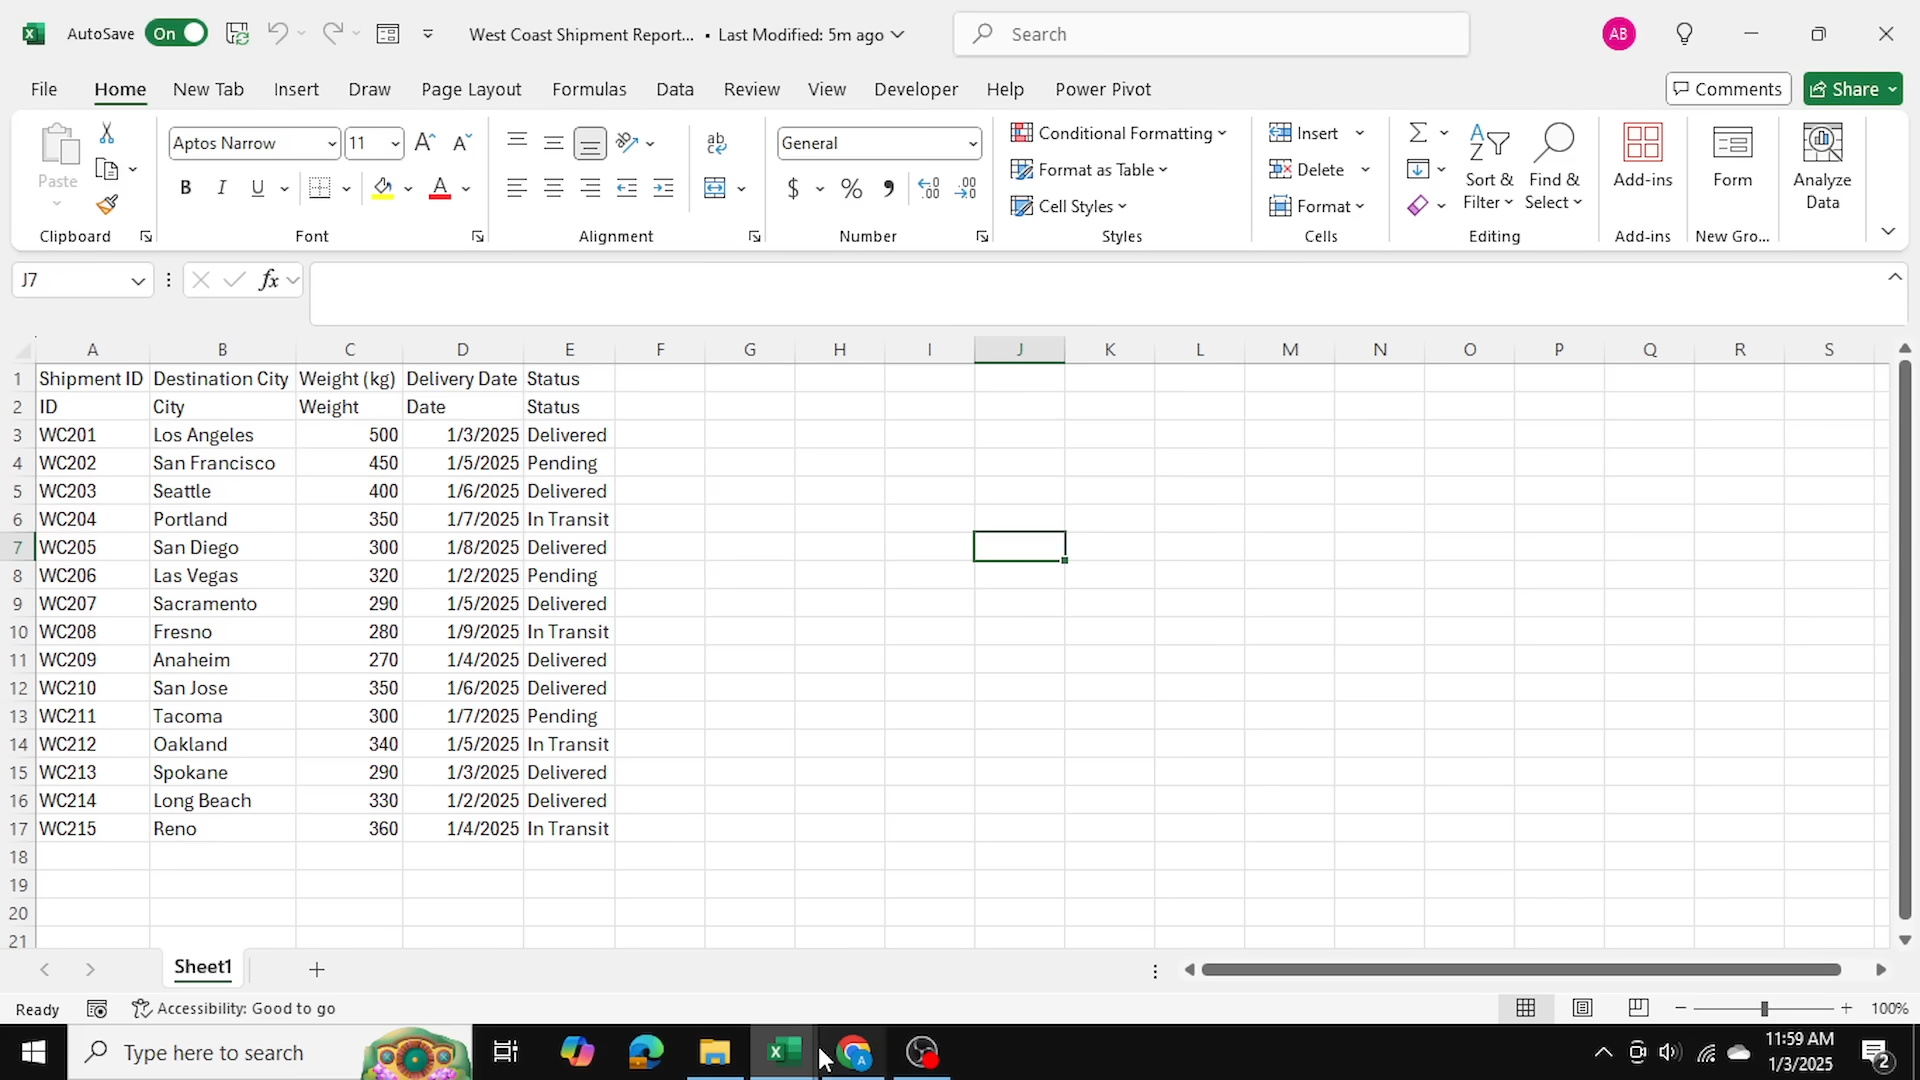 AutoSave On West Coast Shipment Report... • Last Modified: 5m ago Search AB
File Home New Tab Insert Draw Page Layout Formulas Data Review View Developer Help Power Pivot Comments Share
Paste Aptos Narrow 11 General Conditional Formatting Insert
Format as Table Delete Sort & Filter Find & Select Add-ins Form Analyze Data
B I U A $ % Cell Styles Format
Clipboard Font Alignment Number Styles Cells Editing Add-ins New Gro...
J7 fx
A B C D E F G H I J K L M N O P Q R S
1 Shipment ID Destination City Weight (kg) Delivery Date Status
2 ID City Weight Date Status
3 WC201 Los Angeles 500 1/3/2025 Delivered
4 WC202 San Francisco 450 1/5/2025 Pending
5 WC203 Seattle 400 1/6/2025 Delivered
6 WC204 Portland 350 1/7/2025 In Transit
7 WC205 San Diego 300 1/8/2025 Delivered
8 WC206 Las Vegas 320 1/2/2025 Pending
9 WC207 Sacramento 290 1/5/2025 Delivered
10 WC208 Fresno 280 1/9/2025 In Transit
11 WC209 Anaheim 270 1/4/2025 Delivered
12 WC210 San Jose 350 1/6/2025 Delivered
13 WC211 Tacoma 300 1/7/2025 Pending
14 WC212 Oakland 340 1/5/2025 In Transit
15 WC213 Spokane 290 1/3/2025 Delivered
16 WC214 Long Beach 330 1/2/2025 Delivered
17 WC215 Reno 360 1/4/2025 In Transit
18
19
20
21
Sheet1
Ready Accessibility: Good to go 100%
Type here to search 11:59 AM
1/3/2025 2